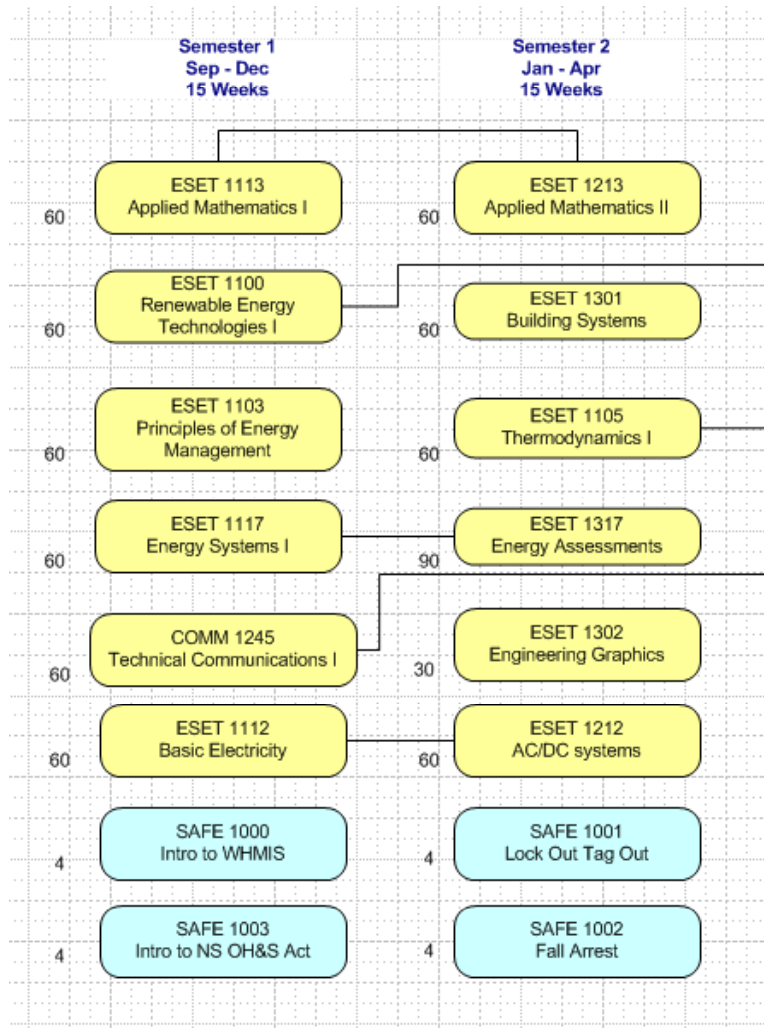 Semester 1
Sep - Dec
15 Weeks
Semester 2
Jan - Apr
15 Weeks
ESET 1113
Applied Mathematics I
60
ESET 1213
Applied Mathematics II
60
ESET 1100
Renewable Energy
Technologies I
60
ESET 1301
Building Systems
60
ESET 1103
Principles of Energy
Management
60
ESET 1105
Thermodynamics I
60
ESET 1117
Energy Systems I
60
ESET 1317
Energy Assessments
90
COMM 1245
Technical Communications I
60
ESET 1302
Engineering Graphics
30
ESET 1112
Basic Electricity
60
ESET 1212
AC/DC systems
60
SAFE 1000
Intro to WHMIS
4
SAFE 1001
Lock Out Tag Out
4
SAFE 1003
Intro to NS OH&S Act
4
SAFE 1002
Fall Arrest
4